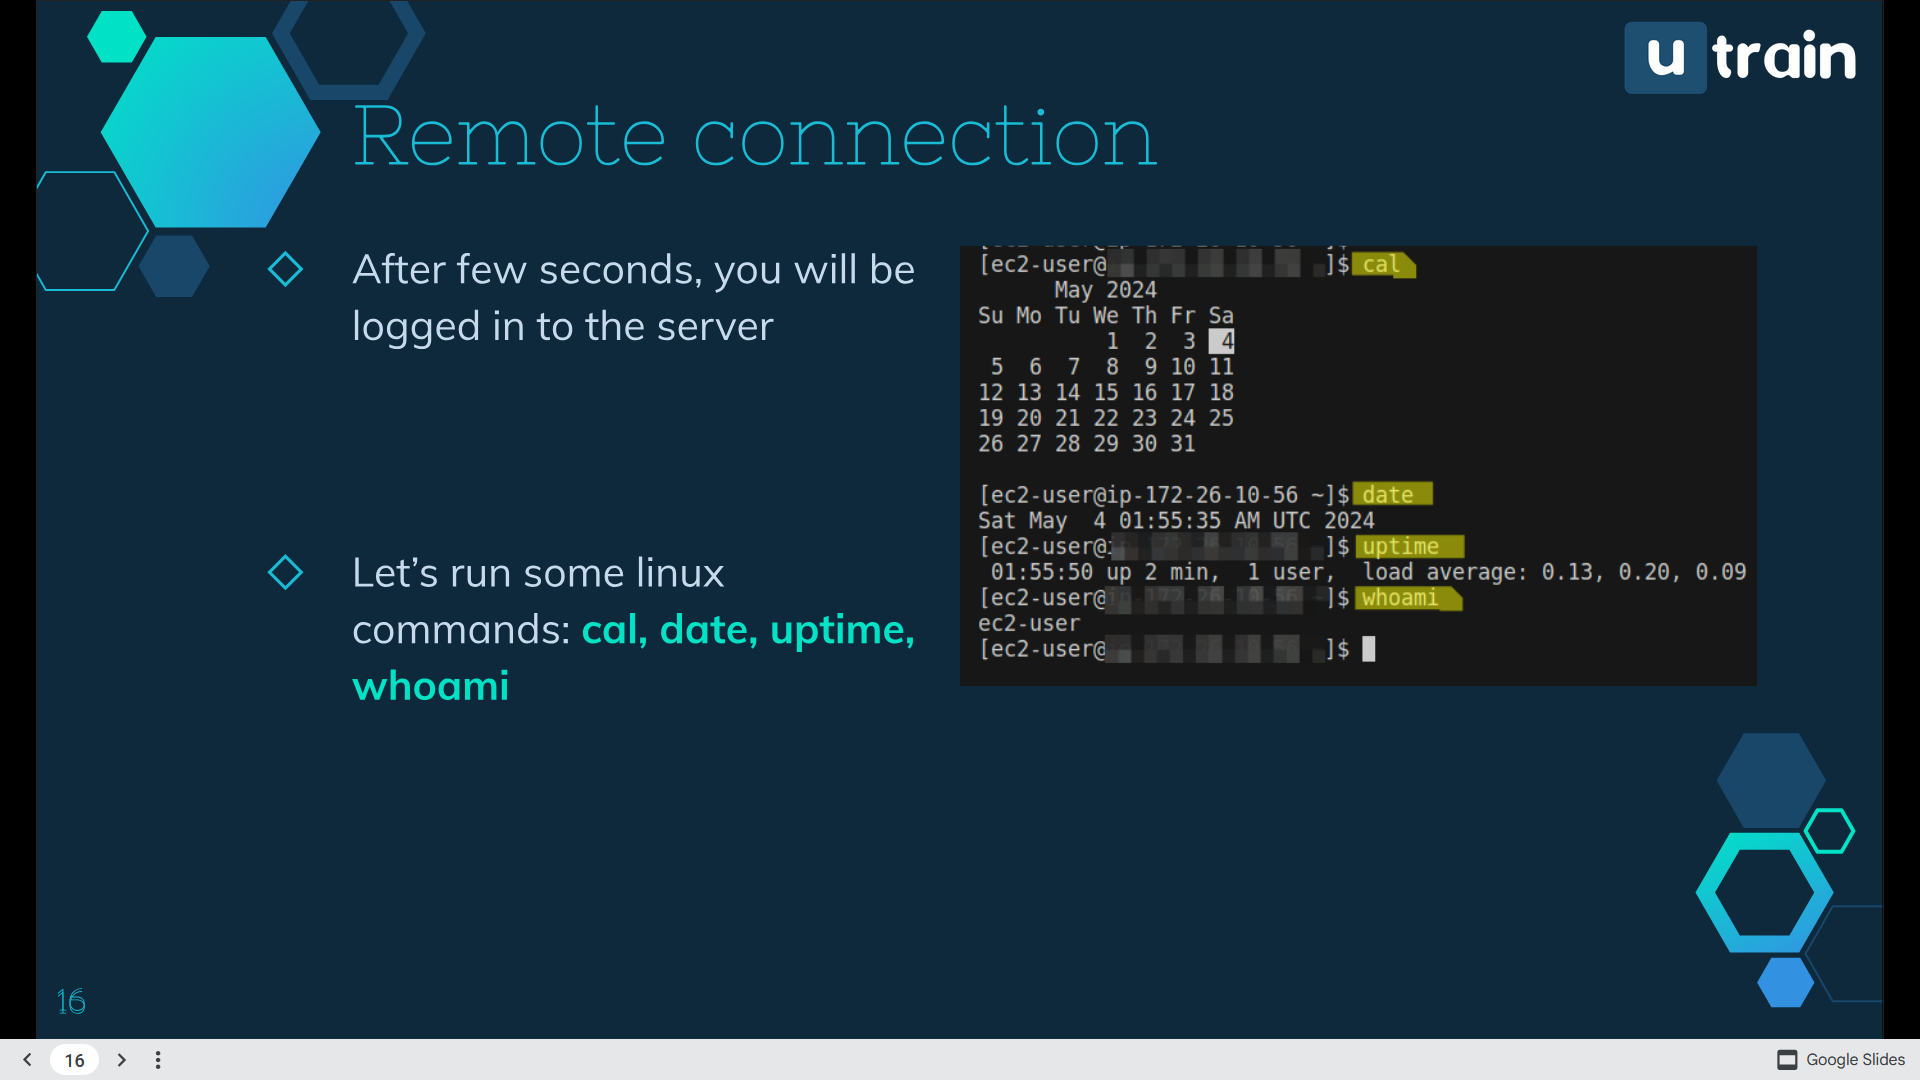 u train
Remote connection
After few seconds, you will be
logged in to the server
Let's run some linux
commands: cal, date, uptime,
whoami
[ec2-user@ ]$ cal
May 2024
Su Mo Tu We Th Fr Sa
1 2 3 4
5 6 7 8 9 10 11
12 13 14 15 16 17 18
19 20 21 22 23 24 25
26 27 28 29 30 31
[ec2-user@ip-172-26-10-56 ~]$ date
Sat May  4 01:55:35 AM UTC 2024
[ec2-user@ ]$ uptime
01:55:50 up 2 min,  1 user,  load average: 0.13, 0.20, 0.09
[ec2-user@ ]$ whoami
ec2-user
[ec2-user@ ]$
16
16
Google Slides